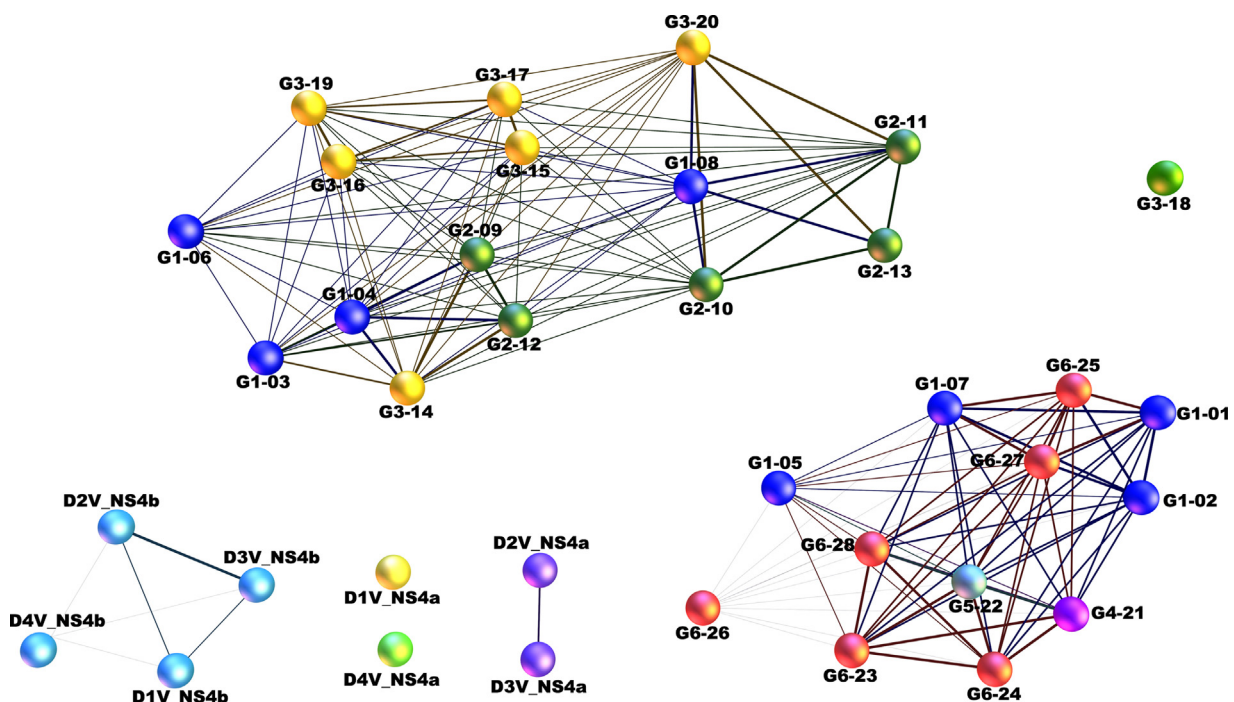 G3-20
G3-17
G3-19
G2-11
G1-08
G3-15
G3-16
G3-18
G2-09
G1-06
G2-13
G1-04
G2-10
G2-12
G1-03
G3-14
G6-25
G1-07
G1-01
G6-27
G1-05
G1-02
D2V_NS4b
G6-28
D2V_NS4a
D3V_NS4b
D1V_NS4a
G5-22
G4-21
D4V_NS4b
G6-26
G6-23
D4V_NS4a
D3V_NS4a
D1V_NS4b
G6-24